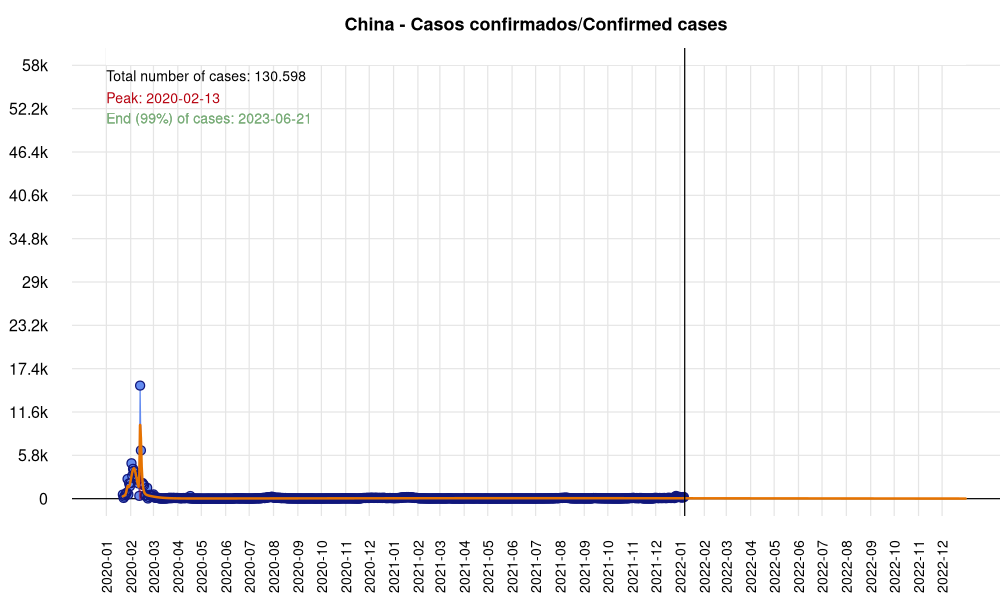 China - Casos confirmados/Confirmed cases
58k
Total number of cases: 130.598
Peak: 2020-02-13
52.2k
End (99%) of cases: 2023-06-21
46.4k
40.6k
34.8k
29k
23.2k
17.4k
11.6k
5.8k
0
2020-01
2020-02
2020-03
2020-04
2020-05
2020-06
2020-07
2020-08
2020-09
2020-10
2020-11
2020-12
2021-01
2021-02
2021-03
2021-04
2021-05
2021-06
2021-07
2021-08
2021-09
2021-10
2021-11
2021-12
2022-01
2022-02
2022-03
2022-04
2022-05
2022-06
2022-07
2022-08
2022-09
2022-10
2022-11
2022-12